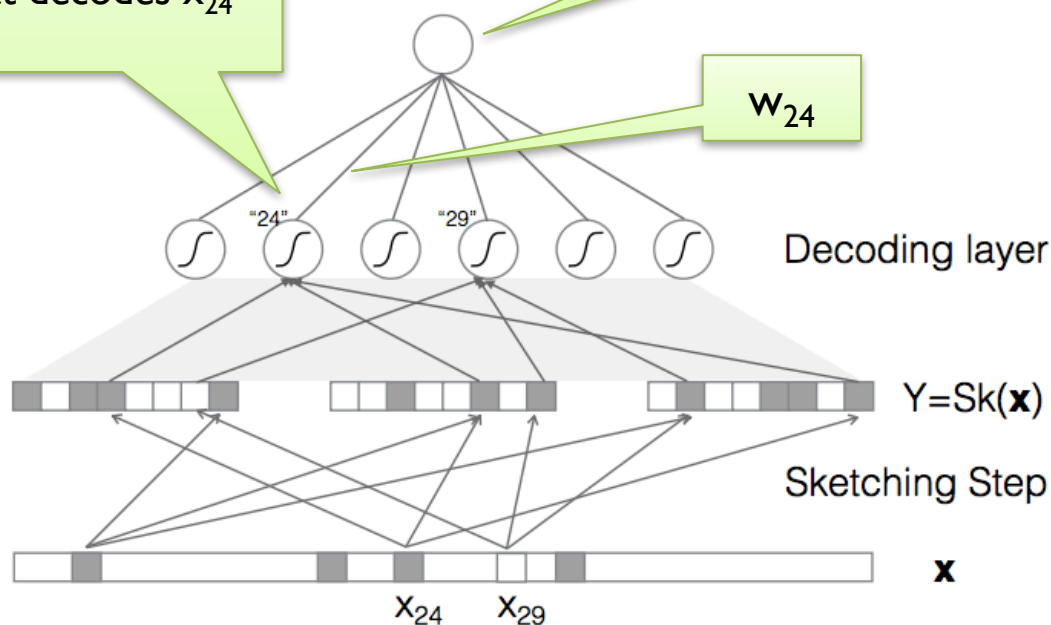 decodes x24
w24
"24"
"29"
Decoding layer
Y=Sk(x)
Sketching Step
x
x24
x29